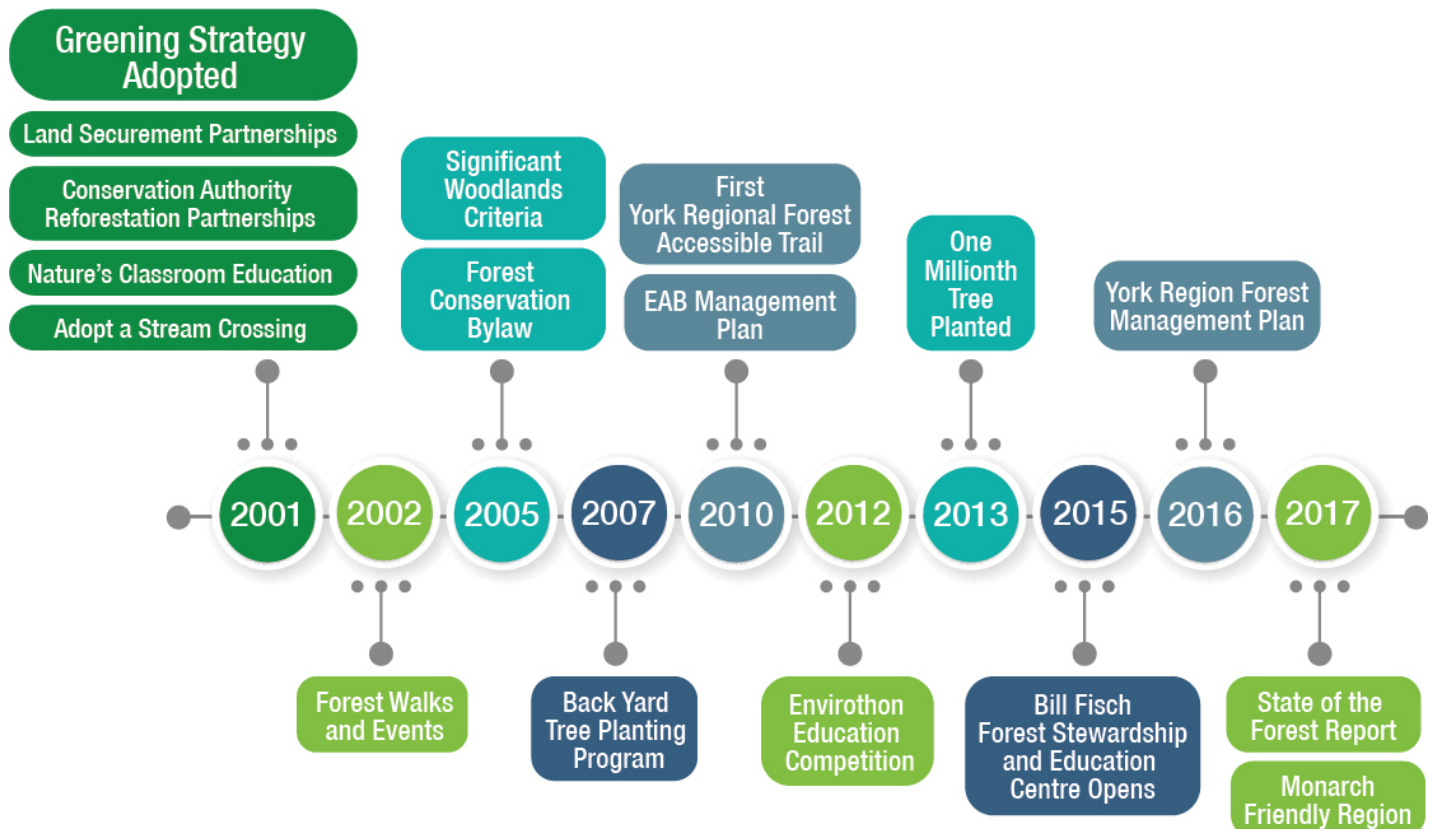 Greening Strategy
Adopted
Land Securement Partnerships
Conservation Authority
Reforestation Partnerships
Nature's Classroom Education
Adopt a Stream Crossing
Significant
Woodlands
Criteria
Forest
Conservation
Bylaw
First
York Regional Forest
Accessible Trail
EAB Management
Plan
One
Millionth
Tree
Planted
York Region Forest
Management Plan
2001
2002
2005
2007
2010
2012
2013
2015
2016
2017
Forest Walks
and Events
Back Yard
Tree Planting
Program
Envirothon
Education
Competition
Bill Fisch
Forest Stewardship
and Education
Centre Opens
State of the
Forest Report
Monarch
Friendly Region